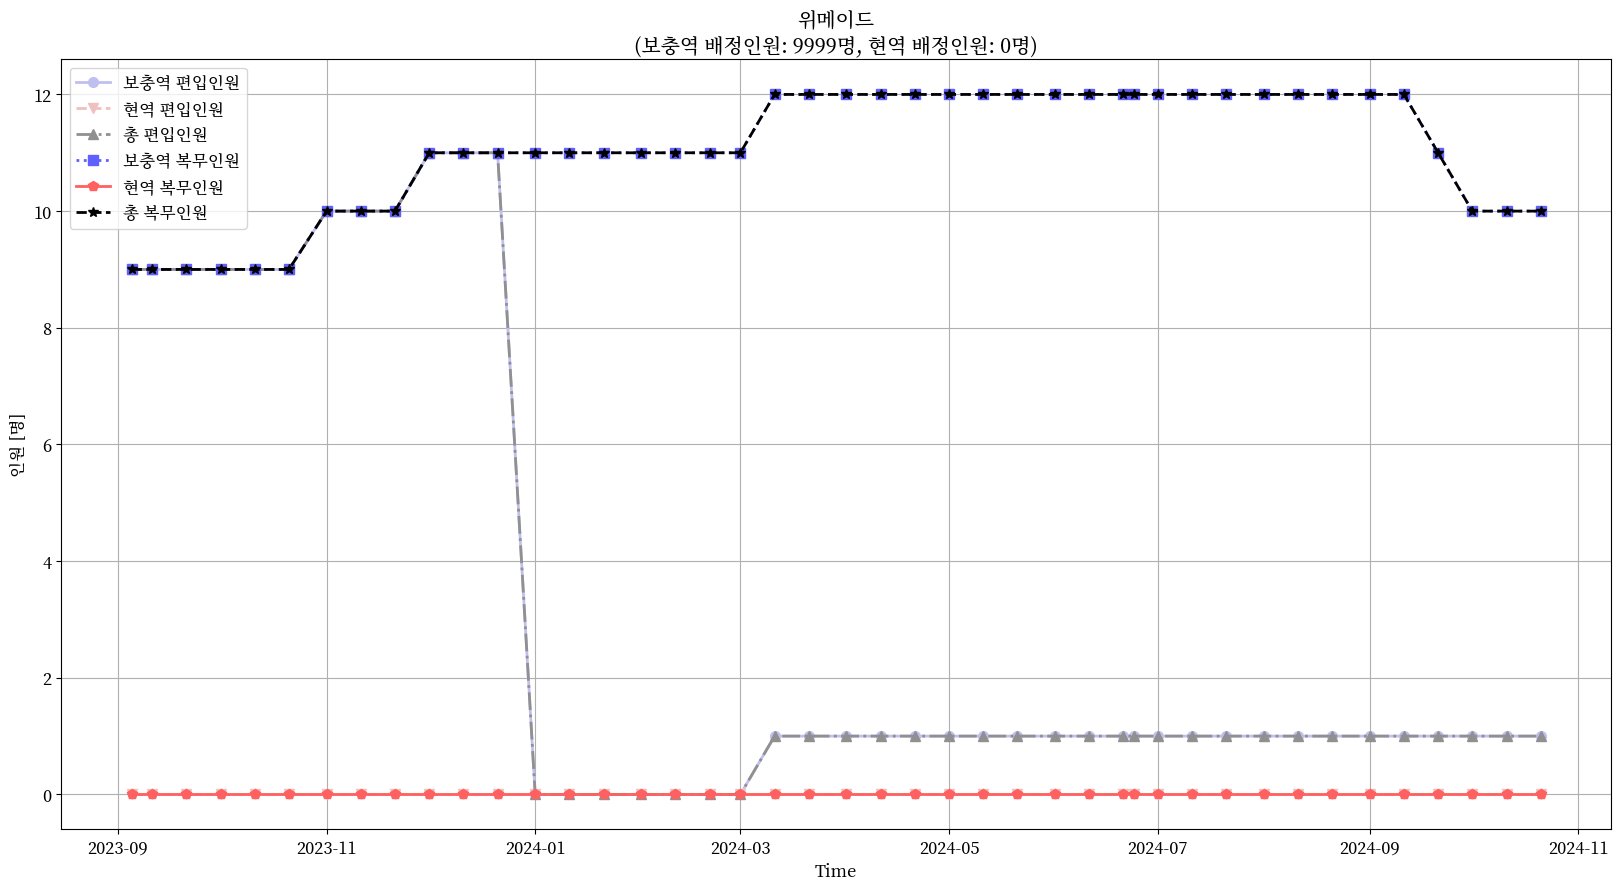 위메이드
(보충역 배정인원: 9999명, 현역 배정인원: 0명)
보충역 편입인원
현역 편입인원
총 편입인원
보충역 복무인원
현역 복무인원
총 복무인원
12
10
8
6
4
2
0
인원 [명]
2023-09 2023-11 2024-01 2024-03 2024-05 2024-07 2024-09 2024-11
Time